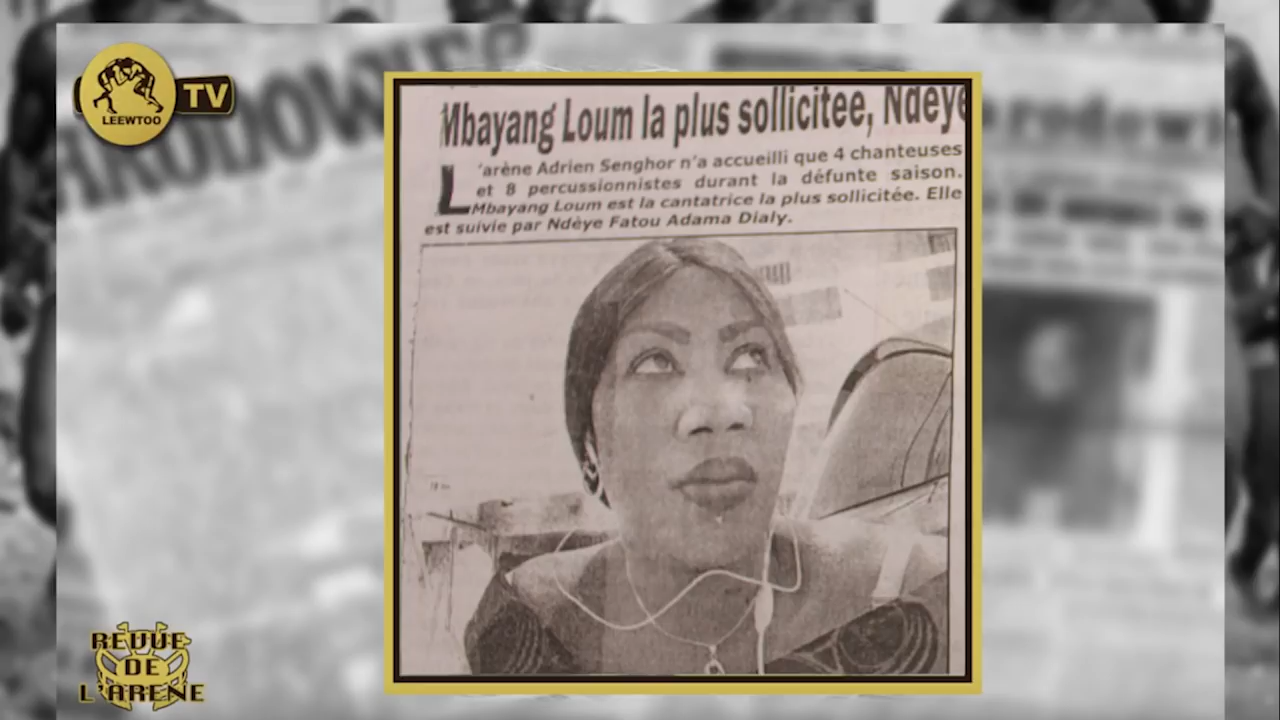 LEEWTOO
TV
Mbayang Loum la plus sollicitée, Ndèye
L'arène Adrien Senghor n'a accueilli que 4 chanteuses
et 8 percussionnistes durant la défunte saison.
Mbayang Loum est la cantatrice la plus sollicitée. Elle
est suivie par Ndèye Fatou Adama Dialy.
REVUE
DE
L'ARENE